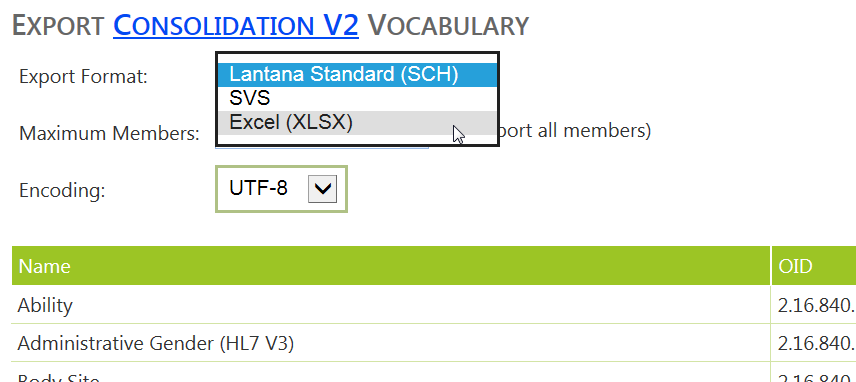 Export Consolidation V2 Vocabulary
Export Format:
Lantana Standard (SCH)
SVS
Excel (XLSX)
Maximum Members:
port all members)
Encoding:
UTF-8
Name OID
Ability 2.16.840.
Administrative Gender (HL7 V3) 2.16.840.
Body Site 2.16.840.